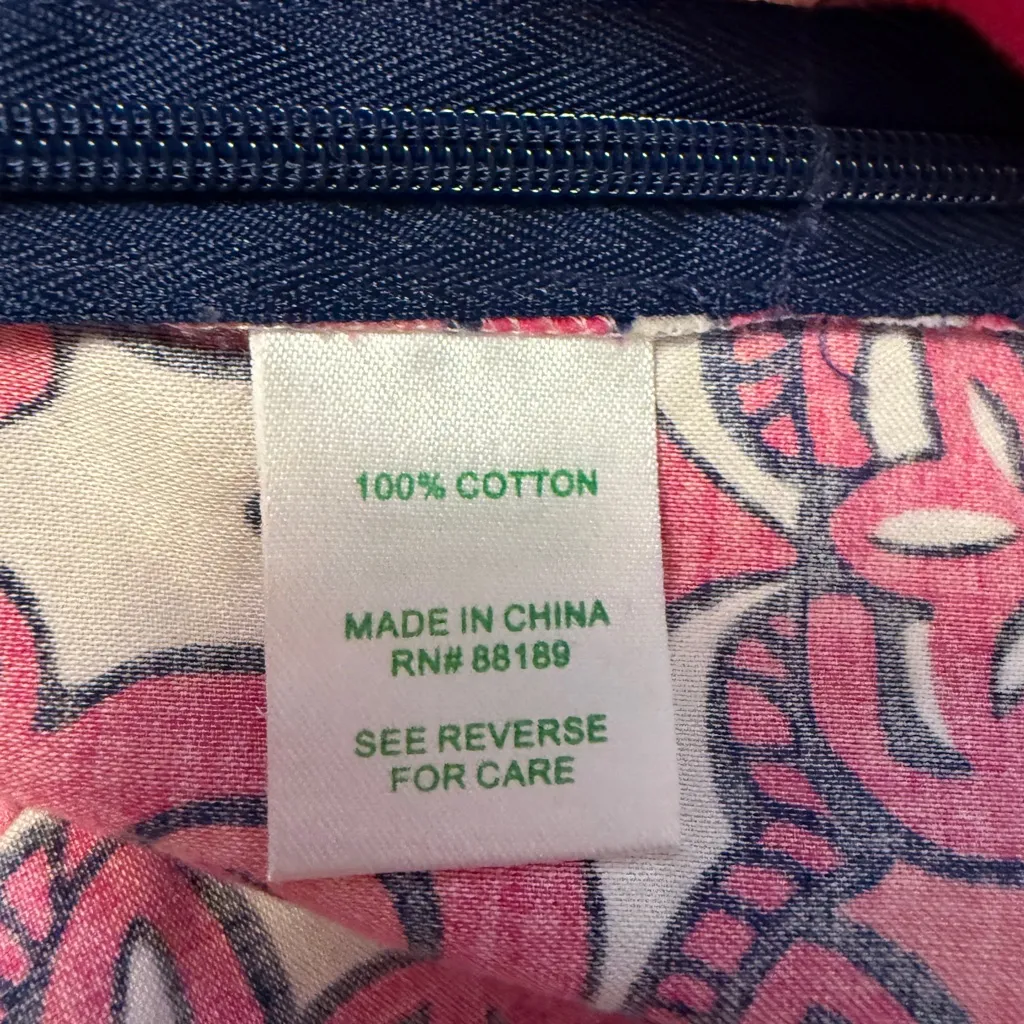 100% COTTON
MADE IN CHINA
RN# 88189
SEE REVERSE
FOR CARE